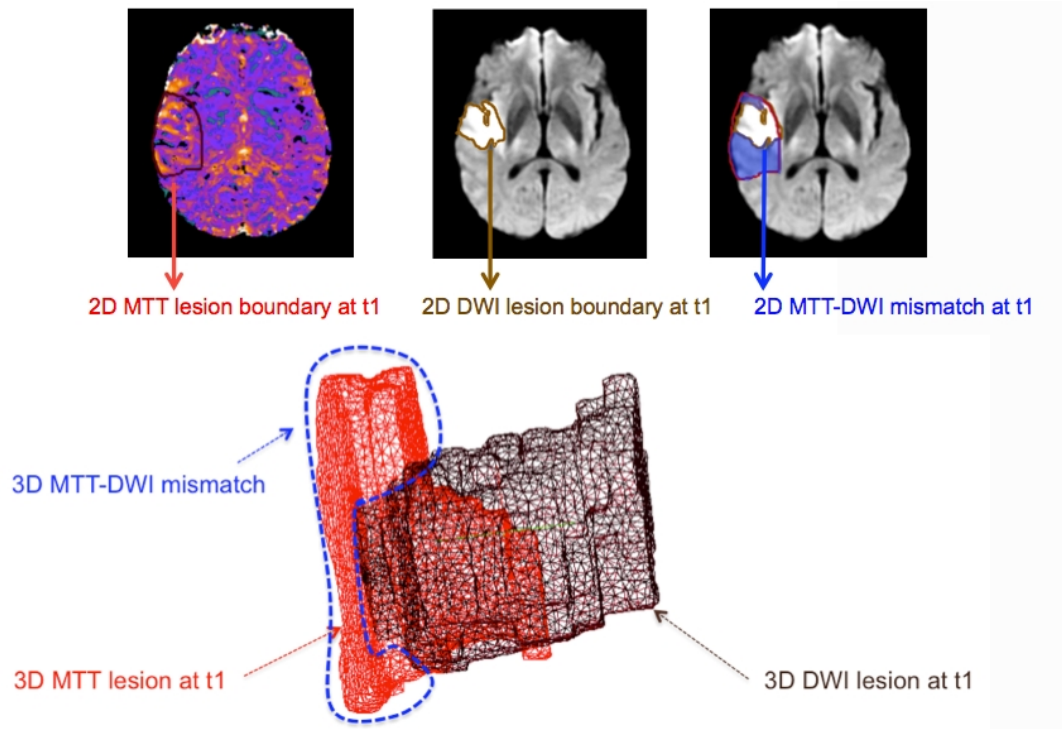 2D MTT lesion boundary at t1
2D DWI lesion boundary at t1
2D MTT-DWI mismatch at t1
3D MTT-DWI mismatch
3D MTT lesion at t1
3D DWI lesion at t1